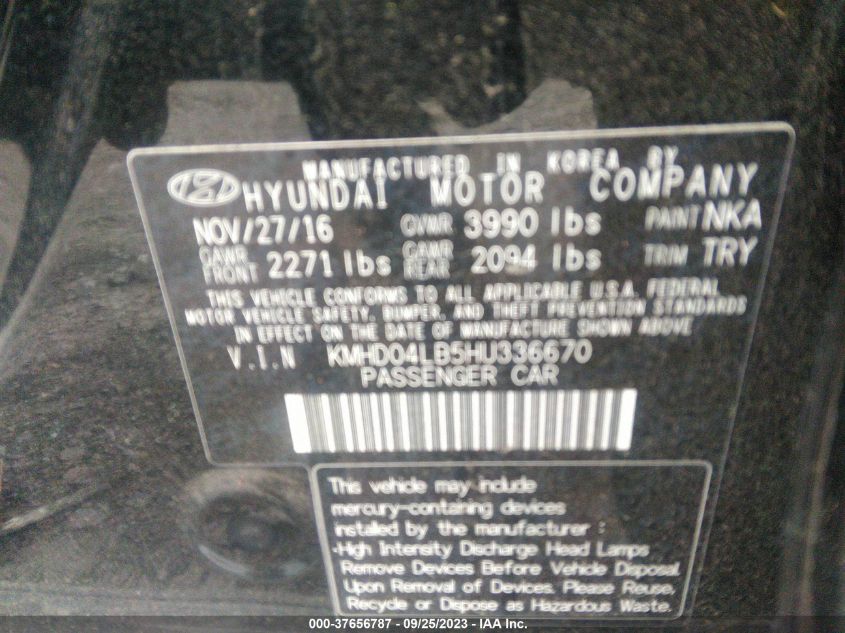 MANUFACTURED IN KOREA BY
HYUNDAI MOTOR COMPANY
NOV/27/16 GVWR 3990 lbs PAINT NKA
GAWR FRONT 2271 lbs GAWR REAR 2094 lbs TRIM TRY
THIS VEHICLE CONFORMS TO ALL APPLICABLE U.S.A. FEDERAL
MOTOR VEHICLE SAFETY, BUMPER, AND THEFT PREVENTION STANDARDS
IN EFFECT ON THE DATE OF MANUFACTURE SHOWN ABOVE
V.I.N KMHD04LB5HU336670
PASSENGER CAR
This vehicle may include
mercury-containing devices
installed by the manufacturer :
-High Intensity Discharge Head Lamps
Remove Devices Before Vehicle Disposal.
Upon Removal of Devices, Please Reuse,
Recycle or Dispose as Hazardous Waste.
000-37656787 - 09/25/2023 - IAA Inc.